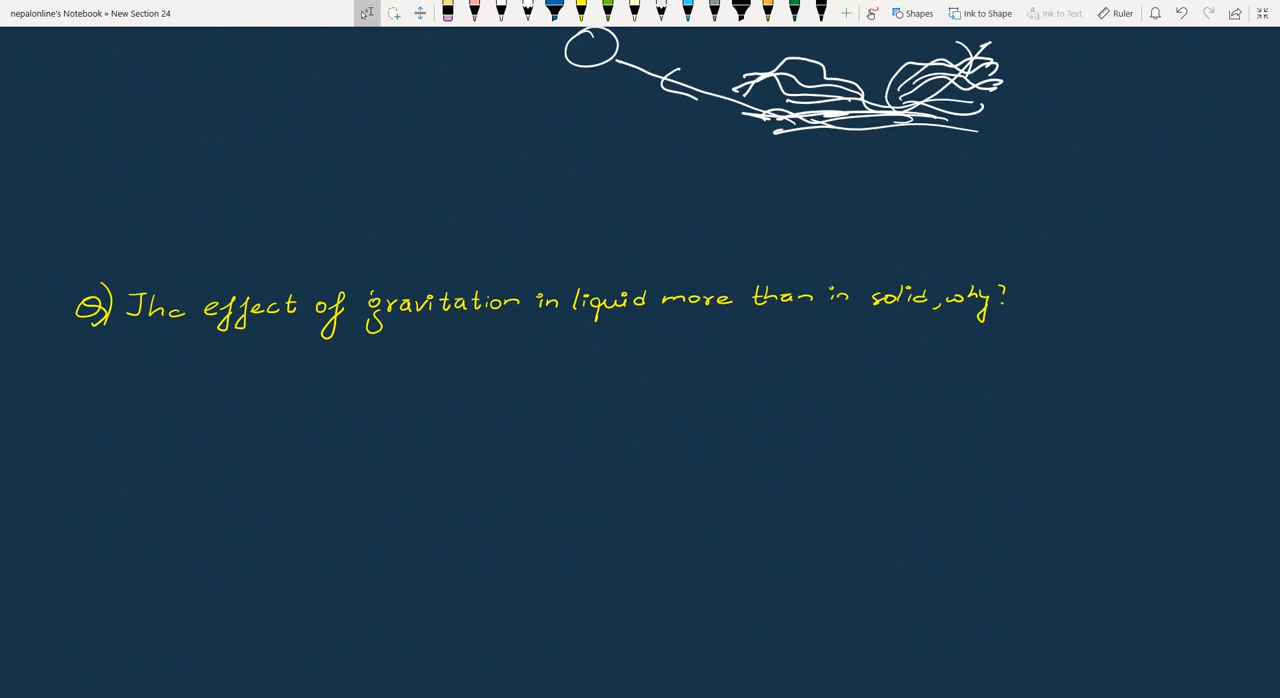 nepalonline's Notebook » New Section 24
Shapes Ink to Shape Ink to Text Ruler
Q) The effect of gravitation in liquid more than in solid, why?